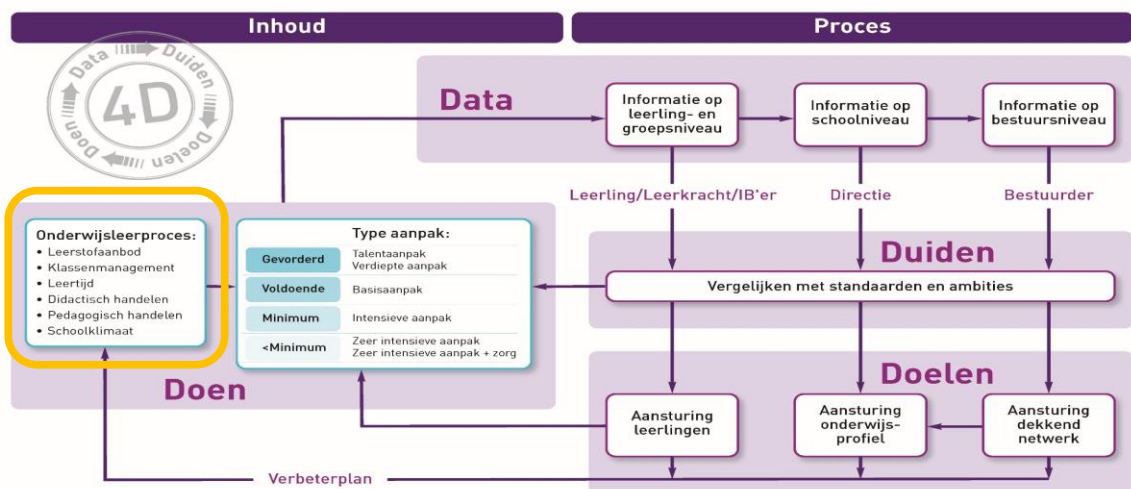 Inhoud
Proces
Data
Duiden
Doelen
Doen
4D
Data
Informatie op
leerling- en
groepsniveau
Informatie op
schoolniveau
Informatie op
bestuursniveau
Leerling/Leerkracht/IB'er
Directie
Bestuurder
Onderwijsleerproces:
• Leerstofaanbod
• Klassenmanagement
• Leertijd
• Didactisch handelen
• Pedagogisch handelen
• Schoolklimaat
Type aanpak:
Gevorderd
Talentaanpak
Verdiepte aanpak
Voldoende
Basisaanpak
Minimum
Intensieve aanpak
<Minimum
Zeer intensieve aanpak
Zeer intensieve aanpak + zorg
Doen
Duiden
Vergelijken met standaarden en ambities
Doelen
Aansturing
leerlingen
Aansturing
onderwijs-
profiel
Aansturing
dekkend
netwerk
Verbeterplan